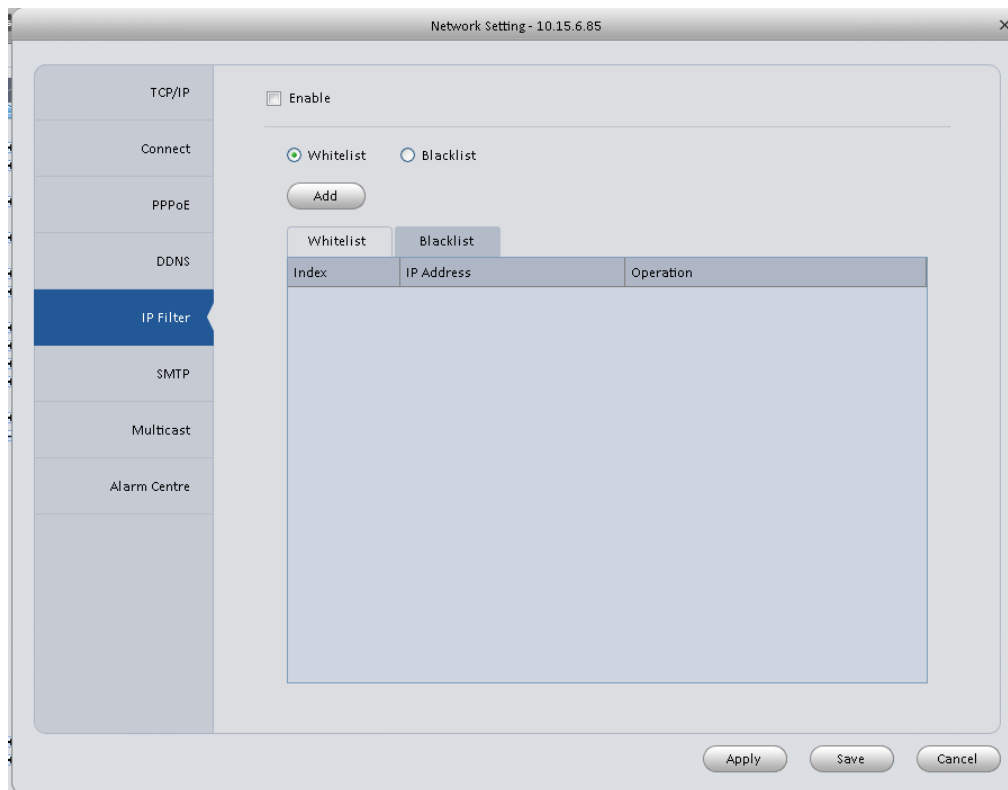 Network Setting - 10.15.6.85
TCP/IP
Connect
PPPoE
DDNS
IP Filter
SMTP
Multicast
Alarm Centre
Enable
Whitelist Blacklist
Add
Whitelist Blacklist
Index IP Address Operation
Apply Save Cancel